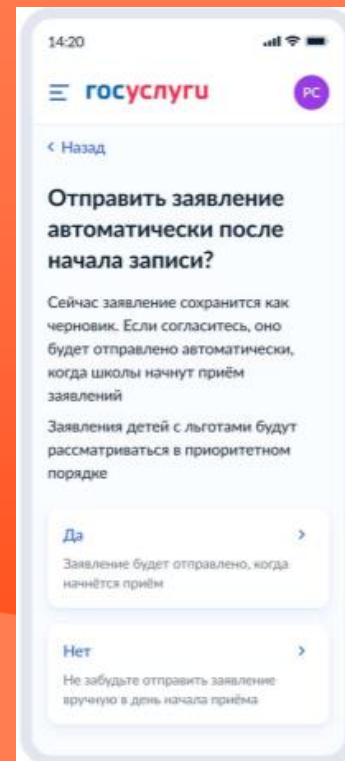 14:20
госуслуги
РС
Назад
Отправить заявление
автоматически после
начала записи?
Сейчас заявление сохранится как
черновик. Если согласитесь, оно
будет отправлено автоматически,
когда школы начнут приём
заявлений
Заявления детей с льготами будут
рассматриваться в приоритетном
порядке
Да
Заявление будет отправлено, когда
начнётся приём
Нет
Не забудьте отправить заявление
вручную в день начала приёма